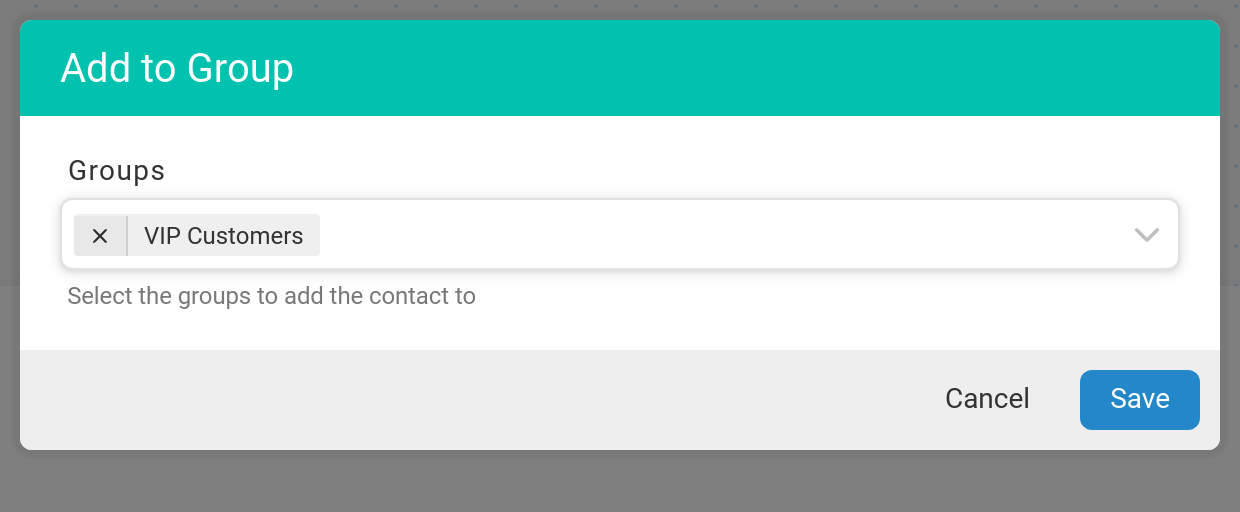 Add to Group
Groups
VIP Customers
Select the groups to add the contact to
Cancel
Save